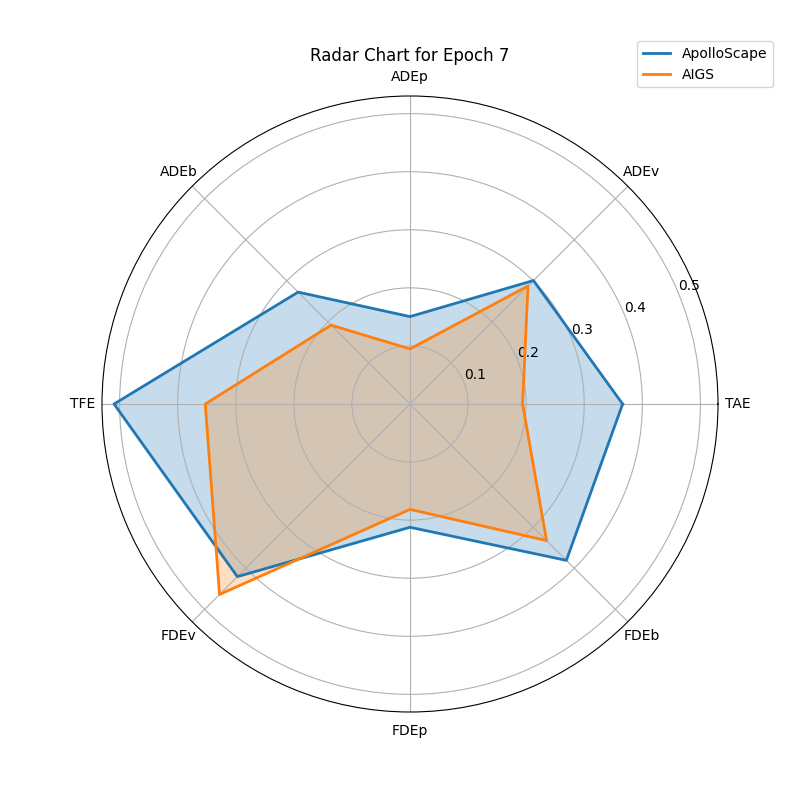 Radar Chart for Epoch 7
ApolloScape
AIGS
ADEp
ADEb
ADEv
0.5
0.4
0.3
0.2
0.1
TFE
TAE
FDEv
FDEb
FDEp